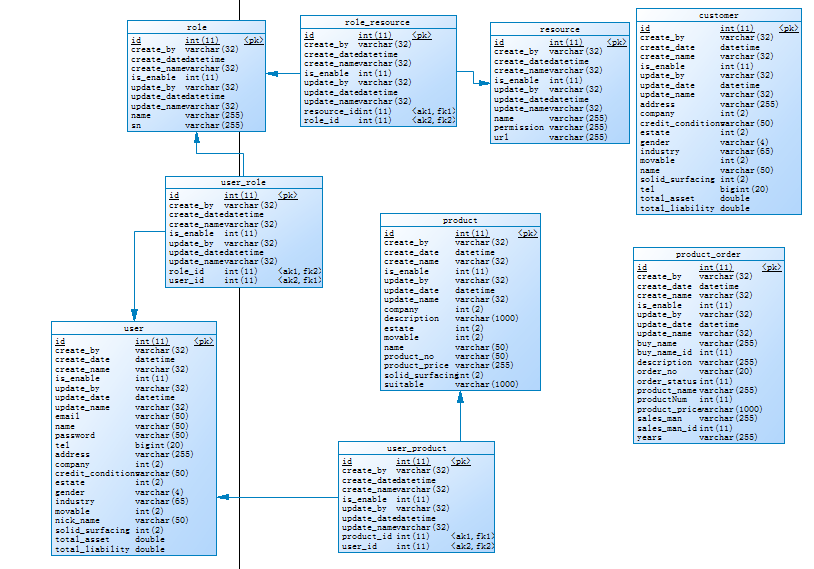 role
id int(11) <pk>
create_by varchar(32)
create_datedatetime
create_namevarchar(32)
is_enable int(11)
update_by varchar(32)
update_datedatetime
update_namevarchar(32)
name varchar(255)
sn varchar(255)
role_resource
id int(11) <pk>
create_by varchar(32)
create_datedatetime
create_namevarchar(32)
is_enable int(11)
update_by varchar(32)
update_datedatetime
update_namevarchar(32)
resource_idint(11) <ak1,fk1>
role_id int(11) <ak2,fk2>
resource
id int(11) <pk>
create_by varchar(32)
create_datedatetime
create_namevarchar(32)
is_enable int(11)
update_by varchar(32)
update_datedatetime
update_namevarchar(32)
name varchar(255)
permission varchar(255)
url varchar(255)
customer
id int(11) <pk>
create_by varchar(32)
create_date datetime
create_name varchar(32)
is_enable int(11)
update_by varchar(32)
update_date datetime
update_name varchar(32)
address varchar(255)
company int(2)
credit_conditionsvarchar(50)
estate int(2)
gender varchar(4)
industry varchar(65)
movable int(2)
name varchar(50)
solid_surfacing int(2)
tel bigint(20)
total_asset double
total_liability double
user_role
id int(11) <pk>
create_by varchar(32)
create_datedatetime
create_namevarchar(32)
is_enable int(11)
update_by varchar(32)
update_datedatetime
update_namevarchar(32)
role_id int(11) <ak1,fk2>
user_id int(11) <ak2,fk1>
product
id int(11) <pk>
create_by varchar(32)
create_date datetime
create_name varchar(32)
is_enable int(11)
update_by varchar(32)
update_date datetime
update_name varchar(32)
company int(2)
description varchar(1000)
estate int(2)
movable int(2)
name varchar(50)
product_no varchar(50)
product_price varchar(255)
solid_surfacingint(2)
suitable varchar(1000)
product_order
id int(11) <pk>
create_by varchar(32)
create_date datetime
create_name varchar(32)
is_enable int(11)
update_by varchar(32)
update_date datetime
update_name varchar(32)
buy_name varchar(255)
buy_name_id int(11)
description varchar(255)
order_no varchar(20)
order_status int(11)
product_name varchar(255)
productNum int(11)
product_pricevarchar(1000)
sales_man varchar(255)
sales_man_id int(11)
years varchar(255)
user
id int(11) <pk>
create_by varchar(32)
create_date datetime
create_name varchar(32)
is_enable int(11)
update_by varchar(32)
update_date datetime
update_name varchar(32)
email varchar(50)
name varchar(50)
password varchar(50)
tel bigint(20)
address varchar(255)
company int(2)
credit_conditionsvarchar(50)
estate int(2)
gender varchar(4)
industry varchar(65)
movable int(2)
nick_name varchar(50)
solid_surfacing int(2)
total_asset double
total_liability double
user_product
id int(11) <pk>
create_by varchar(32)
create_datedatetime
create_namevarchar(32)
is_enable int(11)
update_by varchar(32)
update_datedatetime
update_namevarchar(32)
product_id int(11) <ak1,fk1>
user_id int(11) <ak2,fk2>